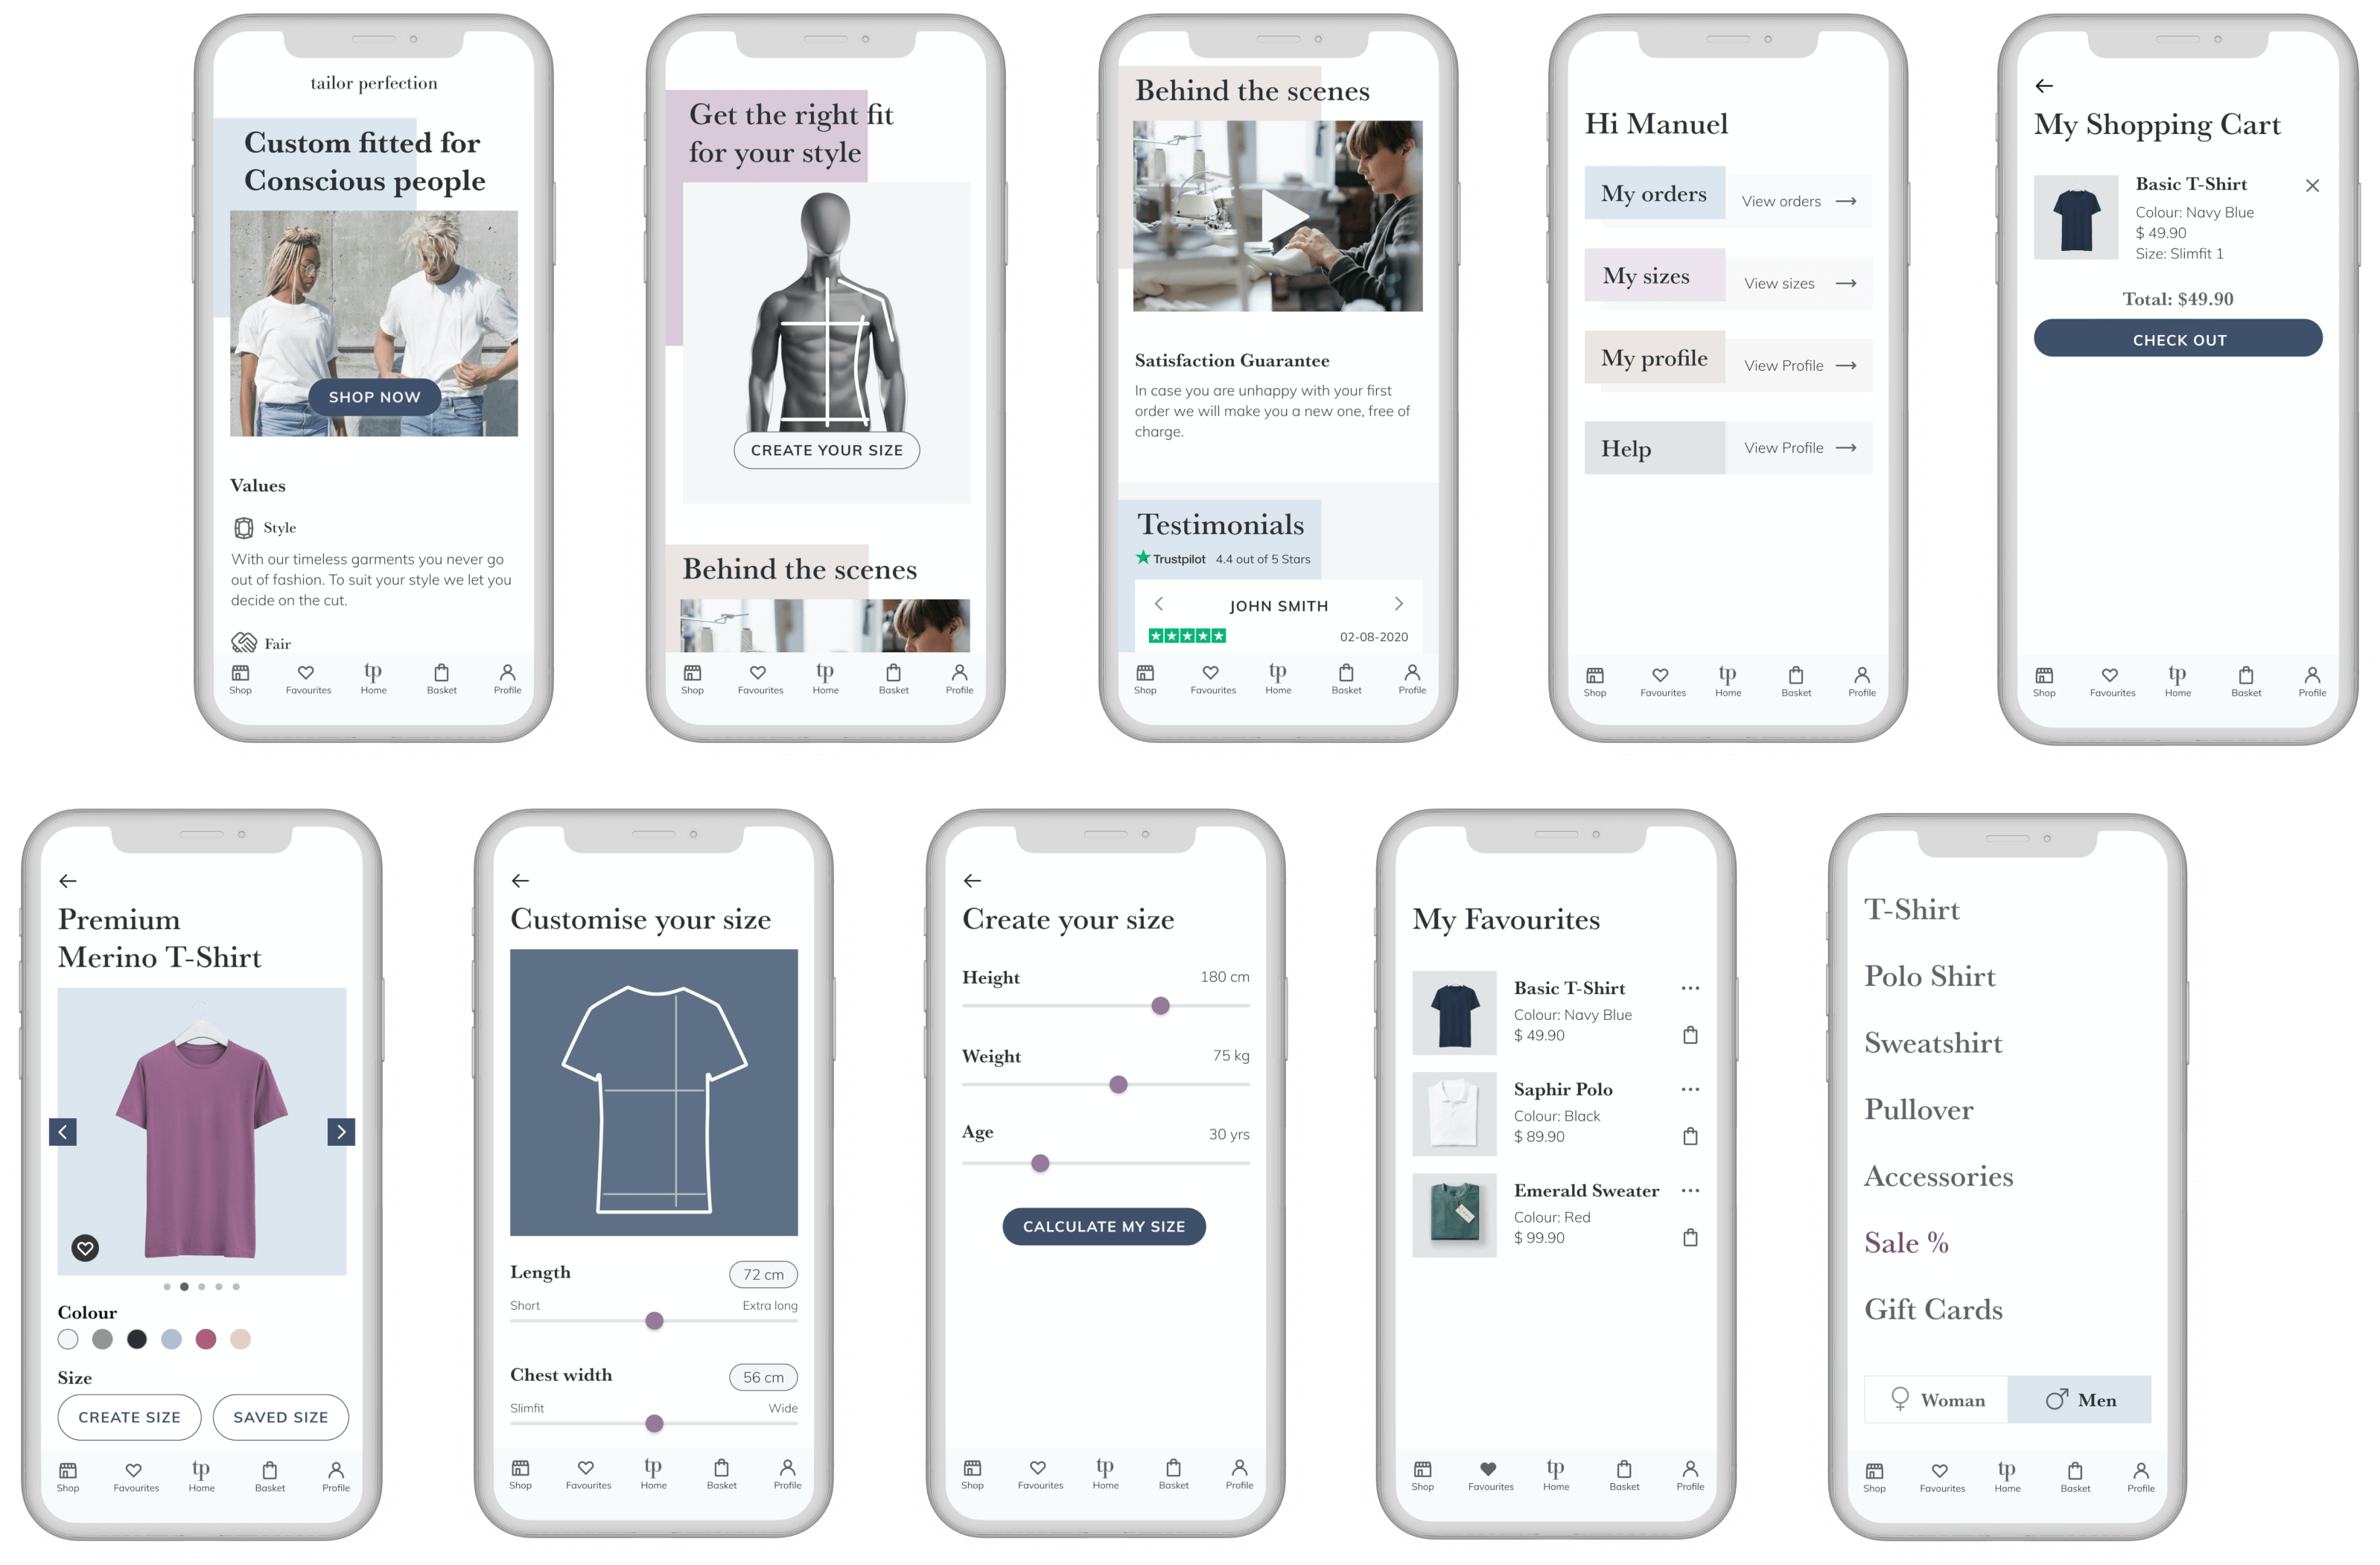 tailor perfection
Custom fitted for
Conscious people
SHOP NOW
Values
Style
With our timeless garments you never go
out of fashion. To suit your style we let you
decide on the cut.
Fair
Shop Favourites tp Home Basket Profile
Get the right fit
for your style
CREATE YOUR SIZE
Behind the scenes
Shop Favourites tp Home Basket Profile
Behind the scenes
Satisfaction Guarantee
In case you are unhappy with your first
order we will make you a new one, free of
charge.
Testimonials
Trustpilot 4.4 out of 5 Stars
JOHN SMITH
02-08-2020
Shop Favourites tp Home Basket Profile
Hi Manuel
My orders View orders
My sizes View sizes
My profile View Profile
Help View Profile
Shop Favourites tp Home Basket Profile
My Shopping Cart
Basic T-Shirt
Colour: Navy Blue
$ 49.90
Size: Slimfit 1
Total: $49.90
CHECK OUT
Shop Favourites tp Home Basket Profile
Premium
Merino T-Shirt
Colour
Size
CREATE SIZE SAVED SIZE
Shop Favourites tp Home Basket Profile
Customise your size
Length 72 cm
Short Extra long
Chest width 56 cm
Slimfit Wide
Shop Favourites tp Home Basket Profile
Create your size
Height 180 cm
Weight 75 kg
Age 30 yrs
CALCULATE MY SIZE
Shop Favourites tp Home Basket Profile
My Favourites
Basic T-Shirt
Colour: Navy Blue
$ 49.90
Saphir Polo
Colour: Black
$ 89.90
Emerald Sweater
Colour: Red
$ 99.90
Shop Favourites tp Home Basket Profile
T-Shirt
Polo Shirt
Sweatshirt
Pullover
Accessories
Sale %
Gift Cards
Woman Men
Shop Favourites tp Home Basket Profile